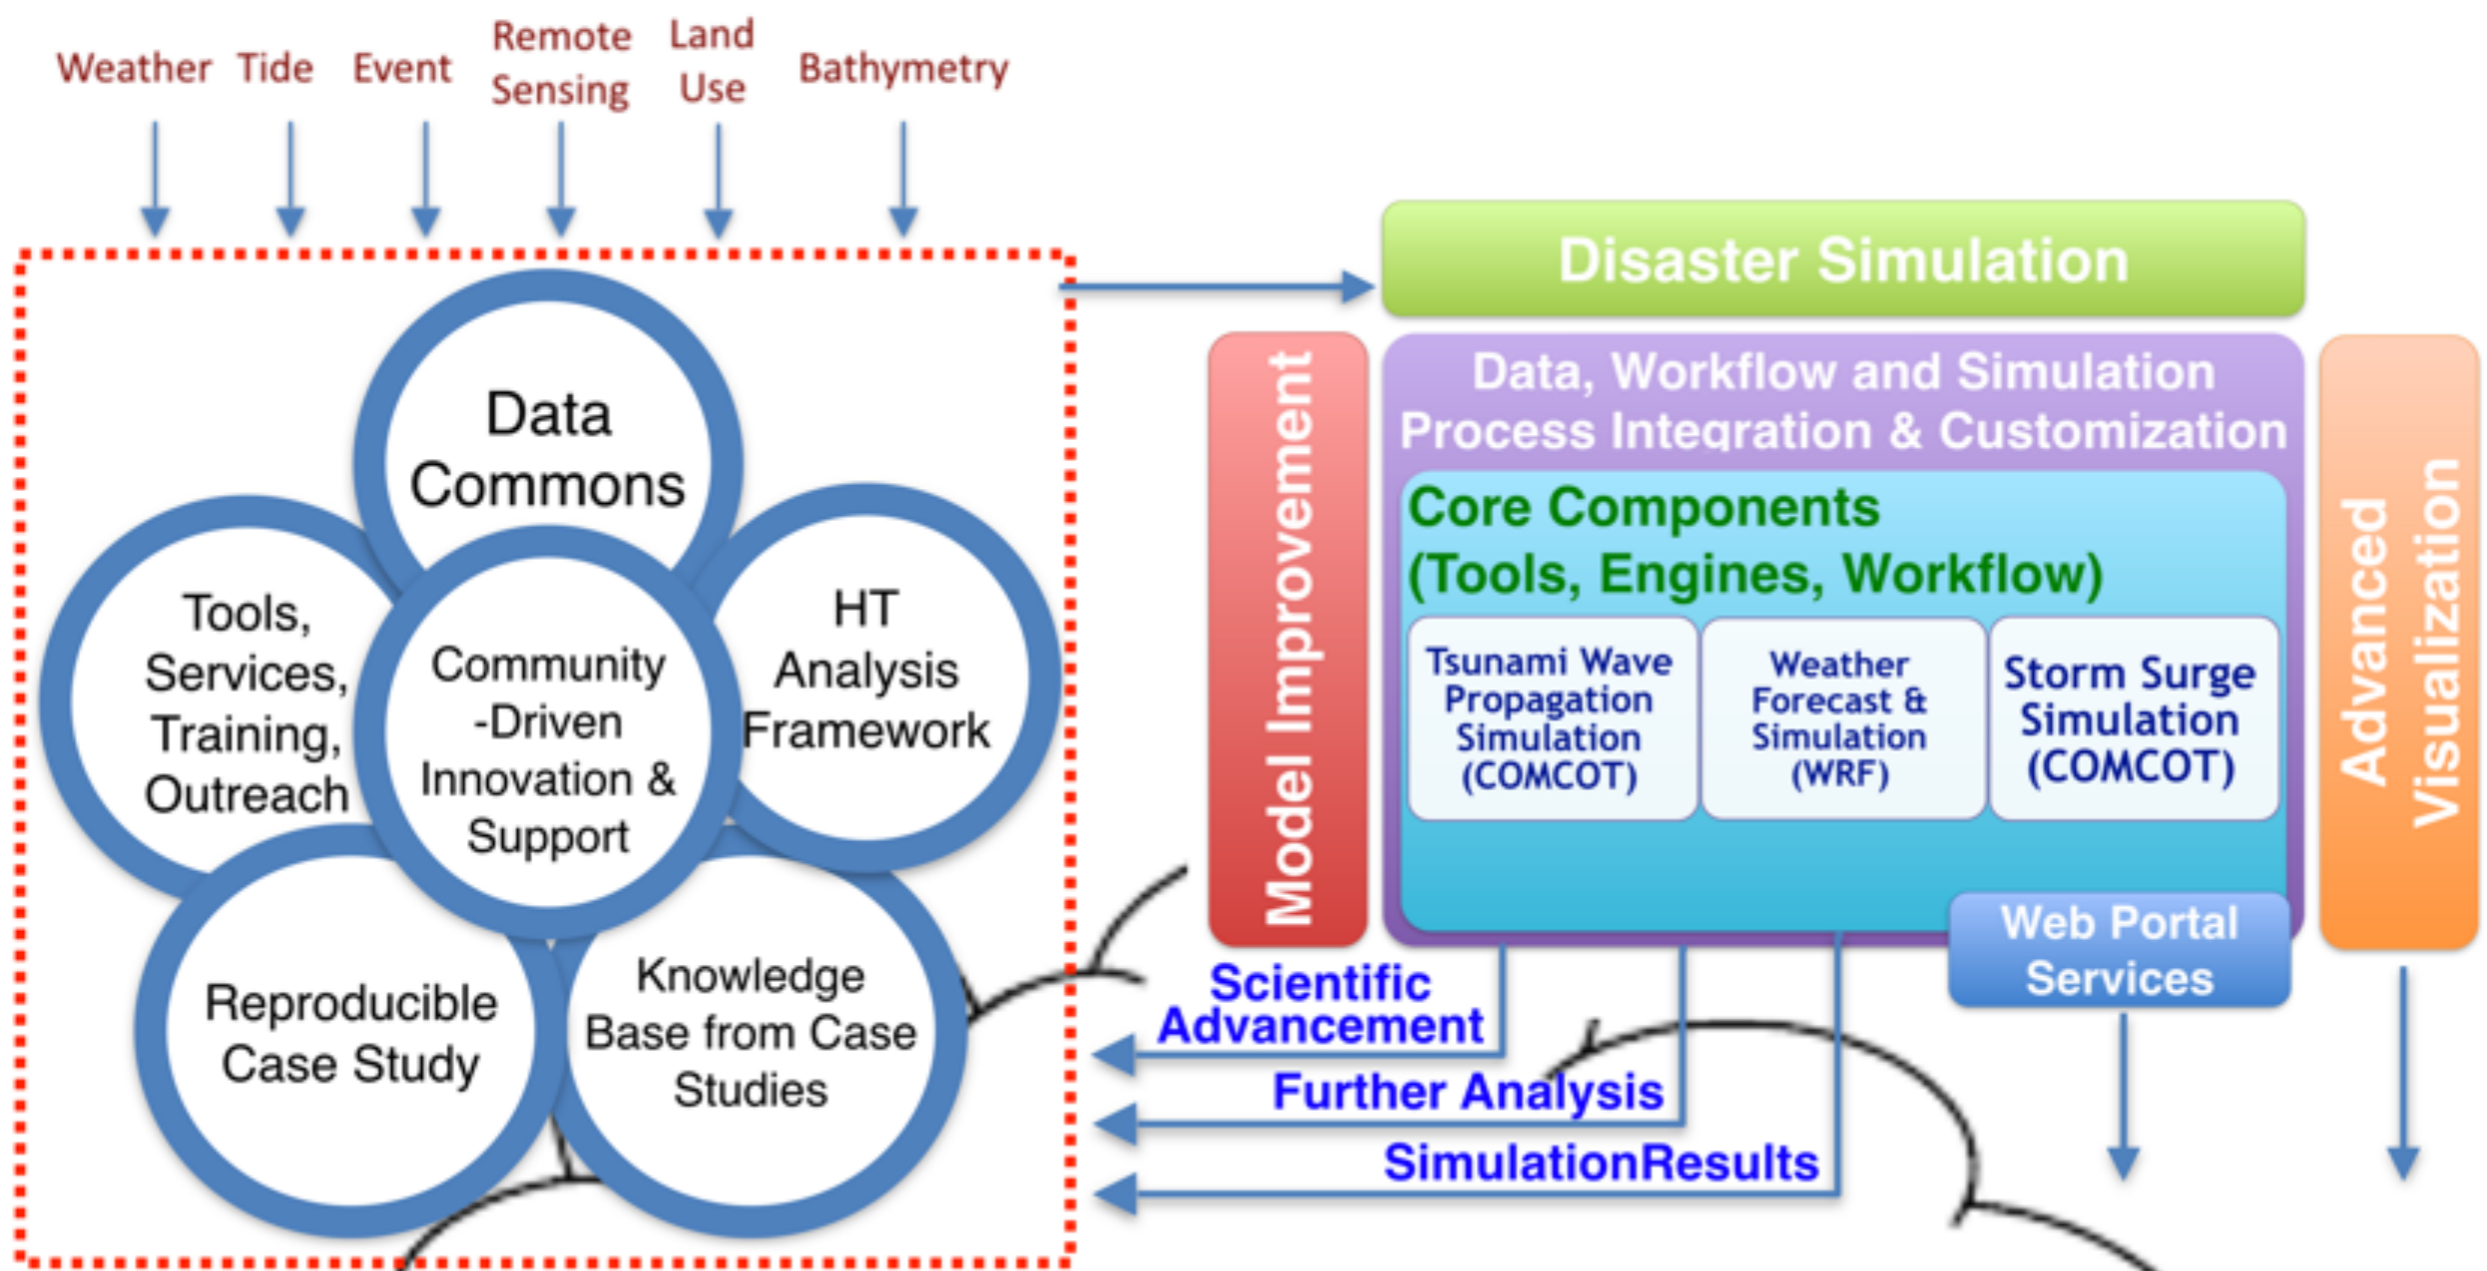 Weather
Tide
Event
Remote
Sensing
Land
Use
Bathymetry
Data
Commons
Tools,
Services,
Training,
Outreach
Community
-Driven
Innovation &
Support
HT
Analysis
Framework
Reproducible
Case Study
Knowledge
Base from Case
Studies
Disaster Simulation
Model Improvement
Data, Workflow and Simulation
Process Integration & Customization
Core Components
(Tools, Engines, Workflow)
Tsunami Wave
Propagation
Simulation
(COMCOT)
Weather
Forecast &
Simulation
(WRF)
Storm Surge
Simulation
(COMCOT)
Advanced
Visualization
Web Portal
Services
Scientific
Advancement
Further Analysis
SimulationResults